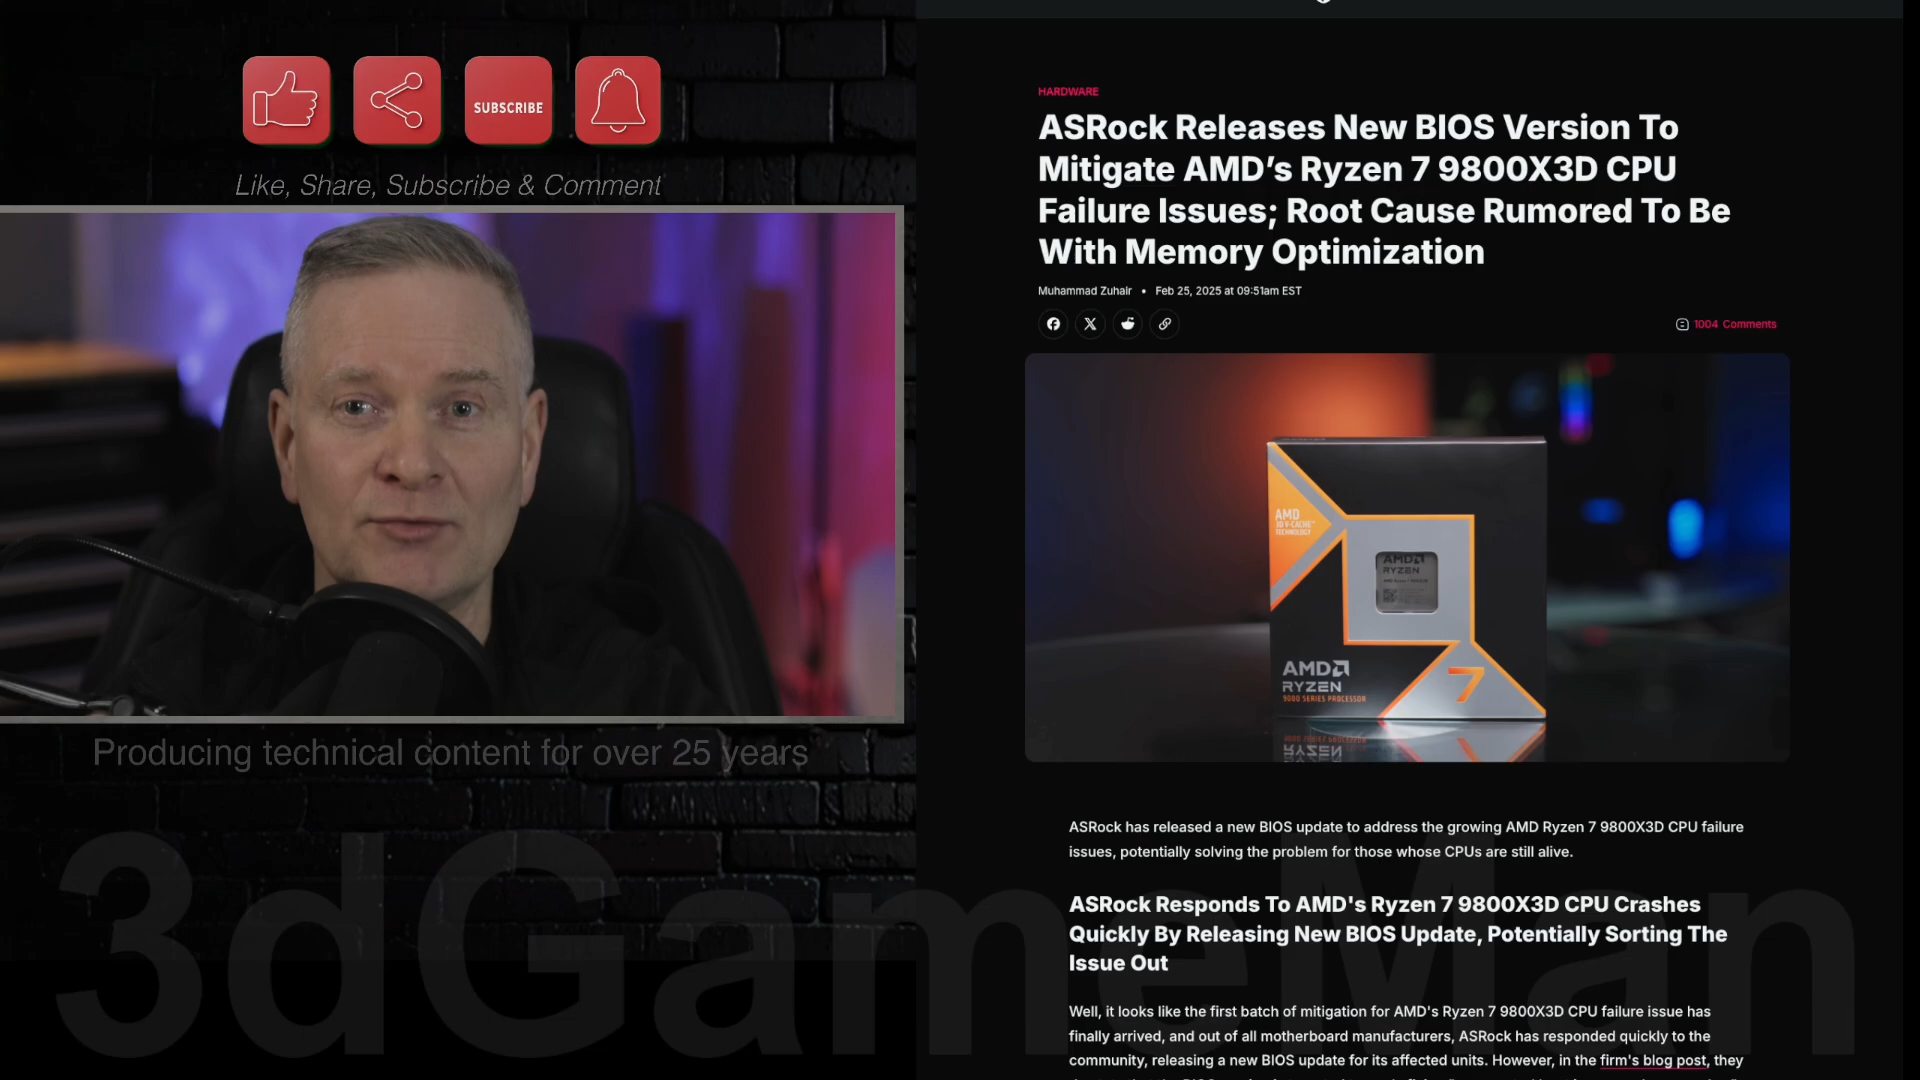 SUBSCRIBE
Like, Share, Subscribe & Comment
Producing technical content for over 25 years
3dGameMan
HARDWARE
ASRock Releases New BIOS Version To
Mitigate AMD’s Ryzen 7 9800X3D CPU
Failure Issues; Root Cause Rumored To Be
With Memory Optimization
Muhammad Zuhair • Feb 25, 2025 at 09:51am EST
1004 Comments
AMD
3D V-CACHE™
TECHNOLOGY
AMD
RYZEN
AMD
RYZEN
9000 SERIES PROCESSOR
7
ASRock has released a new BIOS update to address the growing AMD Ryzen 7 9800X3D CPU failure
issues, potentially solving the problem for those whose CPUs are still alive.
ASRock Responds To AMD's Ryzen 7 9800X3D CPU Crashes
Quickly By Releasing New BIOS Update, Potentially Sorting The
Issue Out
Well, it looks like the first batch of mitigation for AMD's Ryzen 7 9800X3D CPU failure issue has
finally arrived, and out of all motherboard manufacturers, ASRock has responded quickly to the
community, releasing a new BIOS update for its affected units. However, in the firm's blog post, they